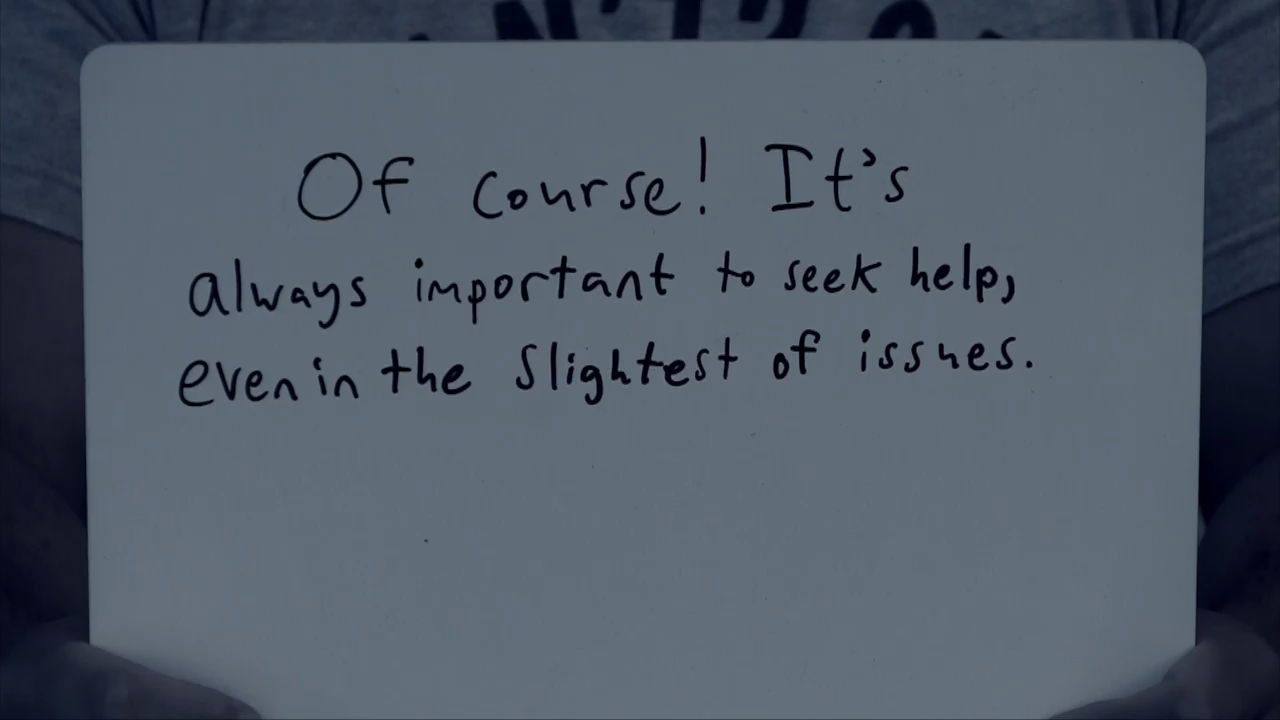 Of course! It's
always important to seek help,
even in the slightest of issues.